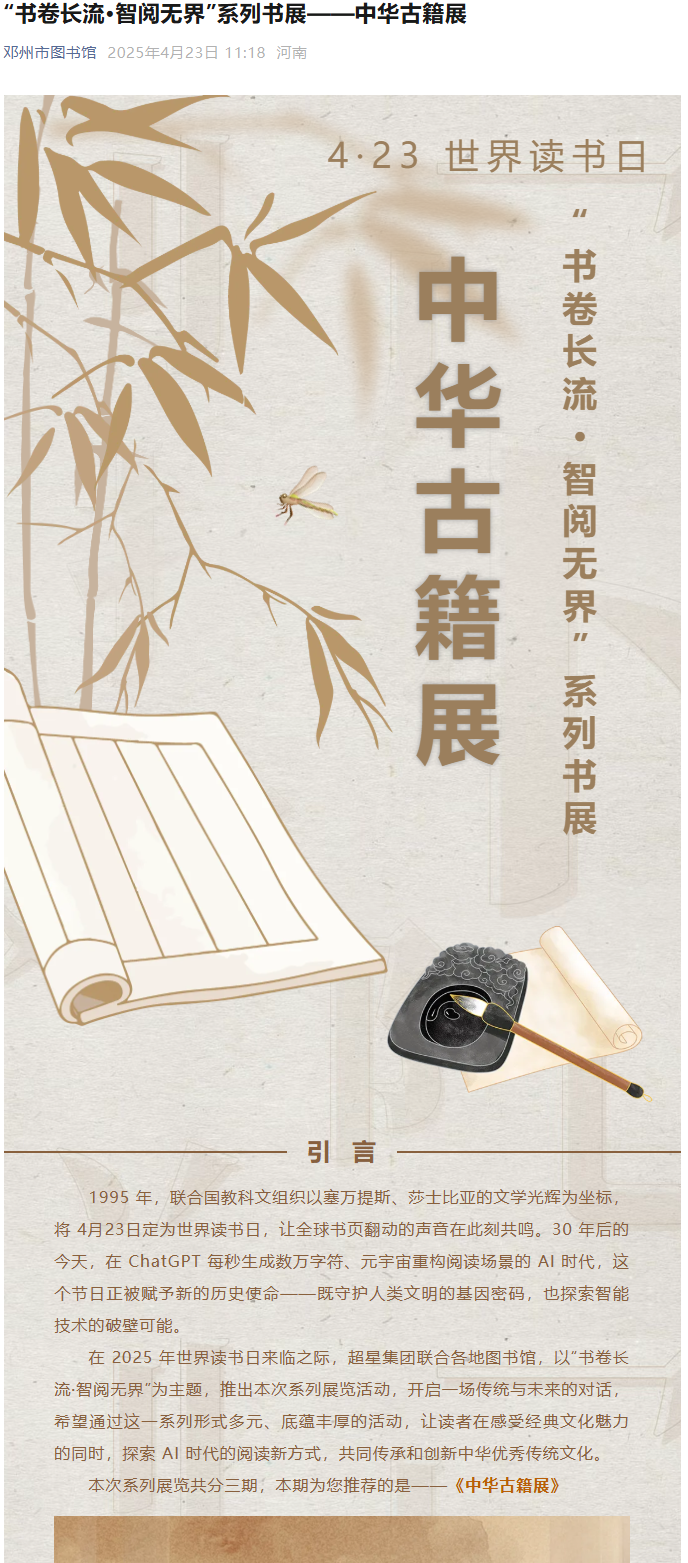 “书卷长流•智阅无界”系列书展——中华古籍展
邓州市图书馆 2025年4月23日 11:18 河南
4·23 世界读书日
“书卷长流·智阅无界”系列书展
中华古籍展
引 言
1995 年，联合国教科文组织以塞万提斯、莎士比亚的文学光辉为坐标，
将 4月23日定为世界读书日，让全球书页翻动的声音在此刻共鸣。30 年后的
今天，在 ChatGPT 每秒生成数万字符、元宇宙重构阅读场景的 AI 时代，这
个节日正被赋予新的历史使命——既守护人类文明的基因密码，也探索智能
技术的破壁可能。
在 2025 年世界读书日来临之际，超星集团联合各地图书馆，以“书卷长
流·智阅无界”为主题，推出本次系列展览活动，开启一场传统与未来的对话，
希望通过这一系列形式多元、底蕴丰厚的活动，让读者在感受经典文化魅力
的同时，探索 AI 时代的阅读新方式，共同传承和创新中华优秀传统文化。
本次系列展览共分三期，本期为您推荐的是——《中华古籍展》